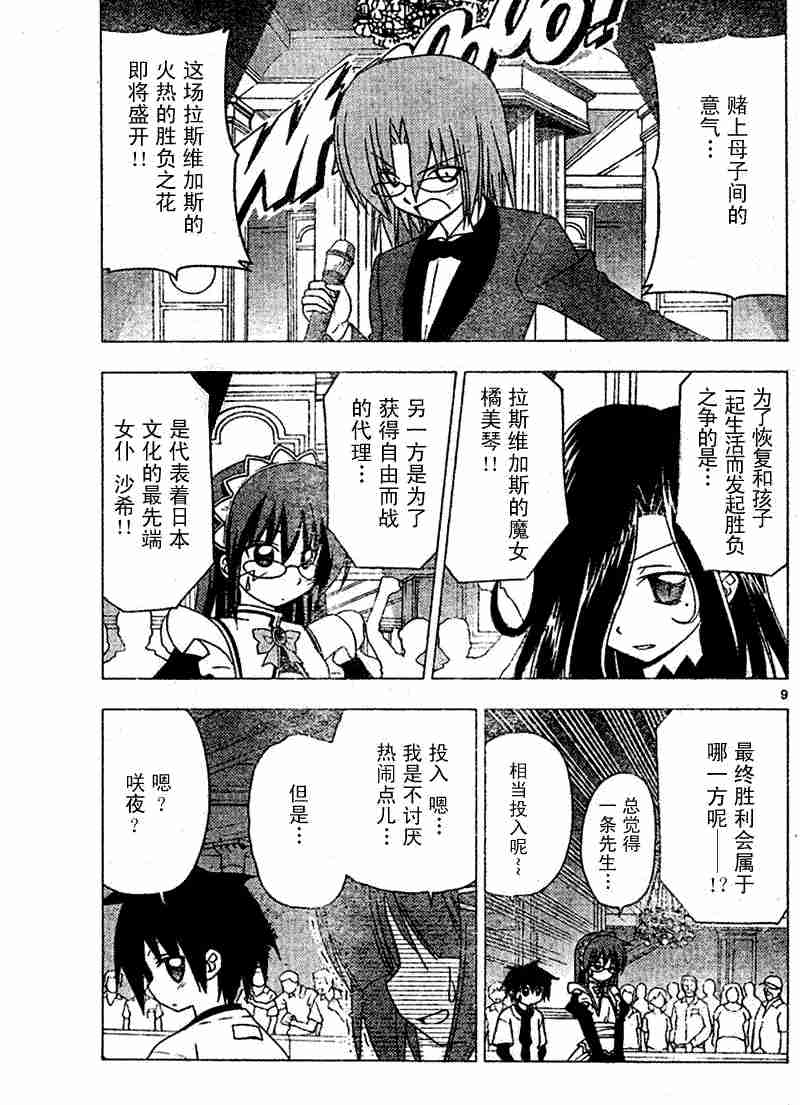 赌上母子间的
意气…
这场拉斯维加斯的
火热的胜负之花
即将盛开!!
为了恢复和孩子
一起生活而发起胜负
之争的是…
拉斯维加斯的魔女
橘美琴!!
另一方是为了
获得自由而战
的代理…
是代表着日本
文化的最先端
女仆 沙希!!
9
最终胜利会属于
哪一方呢——!?
总觉得
一条先生…
相当投入呢~
投入 嗯…
我是不讨厌
热闹点儿
但是…
嗯?
咲夜?